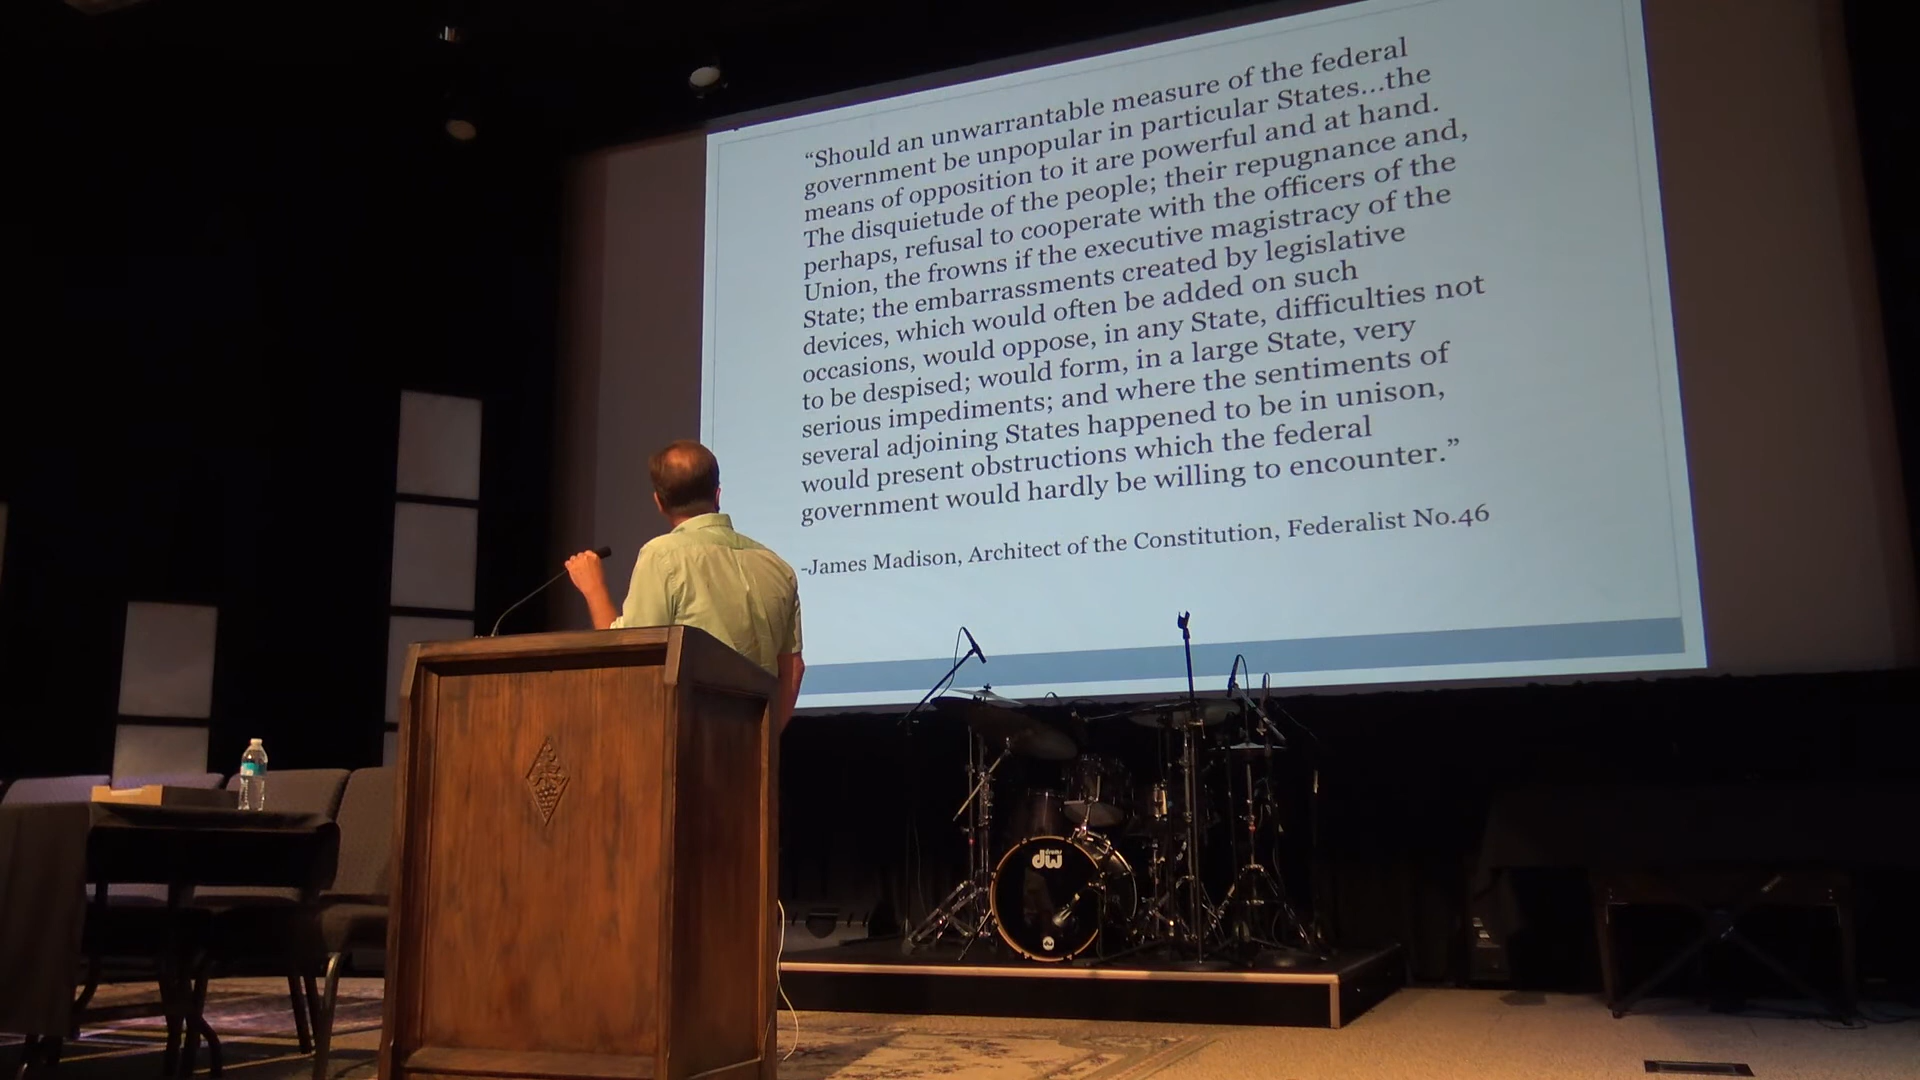 “Should an unwarrantable measure of the federal
government be unpopular in particular States...the
means of opposition to it are powerful and at hand.
The disquietude of the people; their repugnance and,
perhaps, refusal to cooperate with the officers of the
Union, the frowns if the executive magistracy of the
State; the embarrassments created by legislative
devices, which would often be added on such
occasions, would oppose, in any State, difficulties not
to be despised; would form, in a large State, very
serious impediments; and where the sentiments of
several adjoining States happened to be in unison,
would present obstructions which the federal
government would hardly be willing to encounter.”
-James Madison, Architect of the Constitution, Federalist No.46
drums
dw
dw